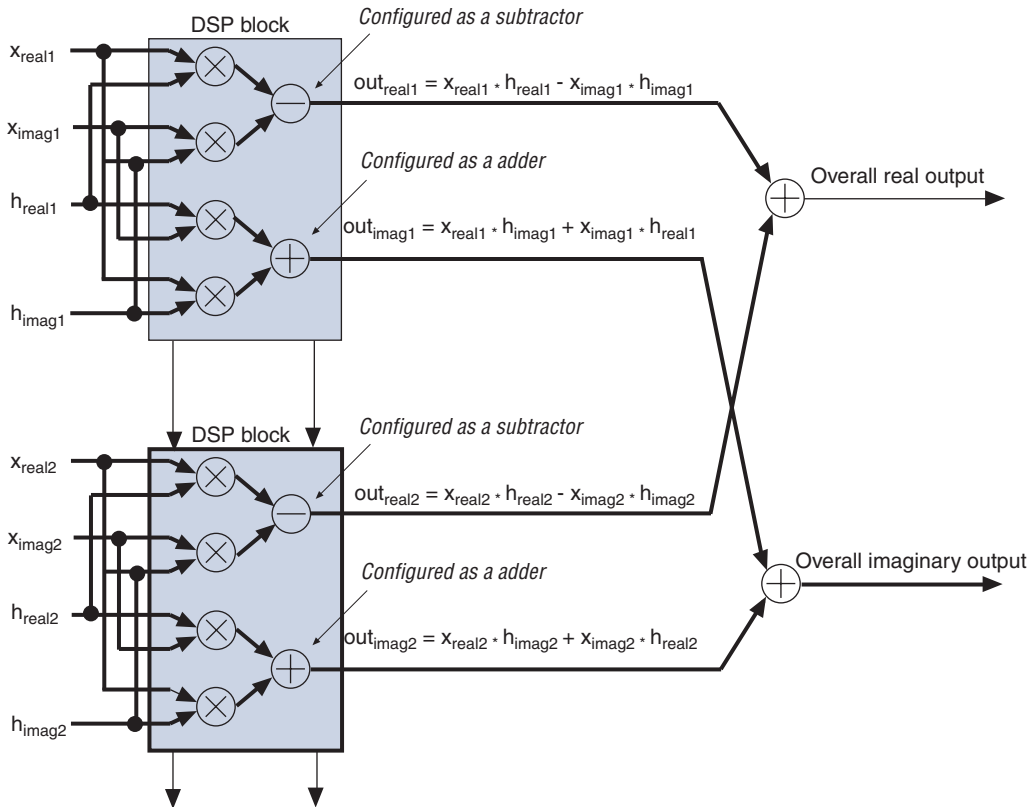 DSP block
Configured as a subtractor
x_real1
out_real1 = x_real1 * h_real1 - x_imag1 * h_imag1
x_imag1
Configured as a adder
Overall real output
h_real1
out_imag1 = x_real1 * h_imag1 + x_imag1 * h_real1
h_imag1
DSP block
Configured as a subtractor
x_real2
out_real2 = x_real2 * h_real2 - x_imag2 * h_imag2
x_imag2
Overall imaginary output
Configured as a adder
h_real2
out_imag2 = x_real2 * h_imag2 + x_imag2 * h_real2
h_imag2